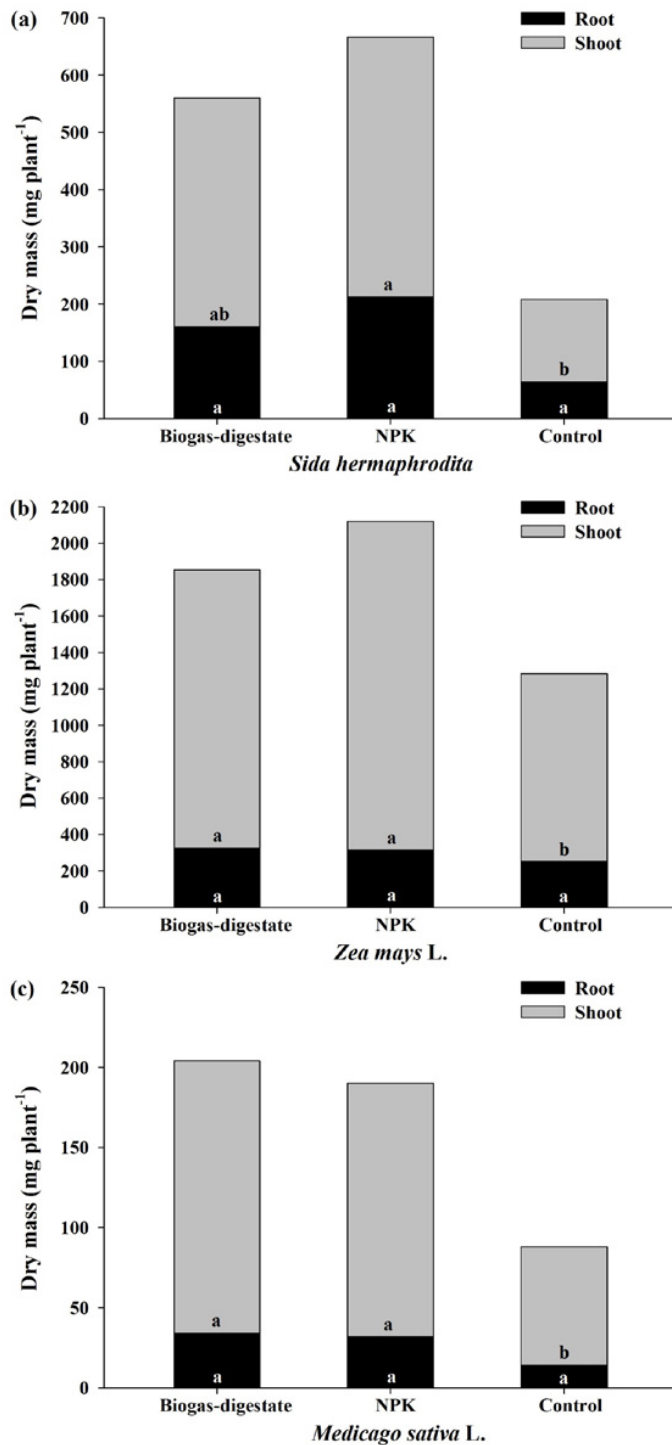 (a)
700
600
500
400
300
200
100
0
Dry mass (mg plant⁻¹)
Root
Shoot
ab
a
b
a
a
a
Biogas-digestate
NPK
Control
Sida hermaphrodita
(b)
2200
2000
1800
1600
1400
1200
1000
800
600
400
200
0
Dry mass (mg plant⁻¹)
Root
Shoot
a
a
b
a
a
a
Biogas-digestate
NPK
Control
Zea mays L.
(c)
250
200
150
100
50
0
Dry mass (mg plant⁻¹)
Root
Shoot
a
a
b
a
a
a
Biogas-digestate
NPK
Control
Medicago sativa L.